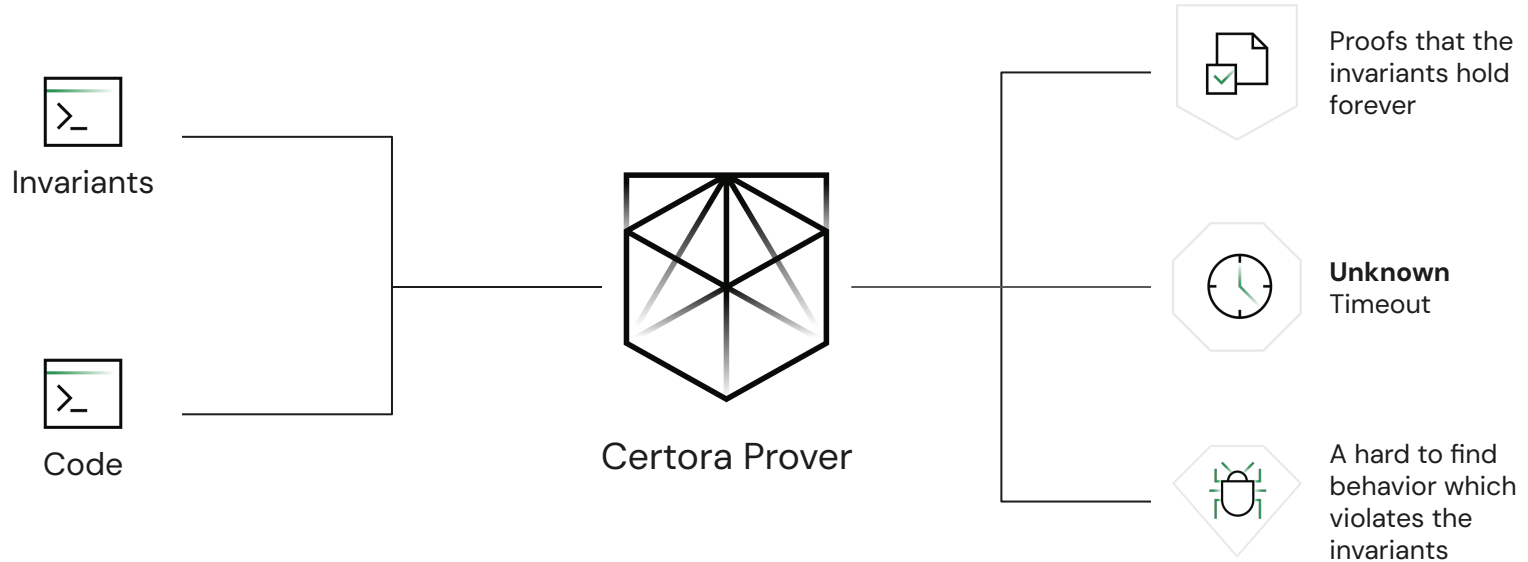 Invariants
Code
Certora Prover
Proofs that the
invariants hold
forever
Unknown
Timeout
A hard to find
behavior which
violates the
invariants